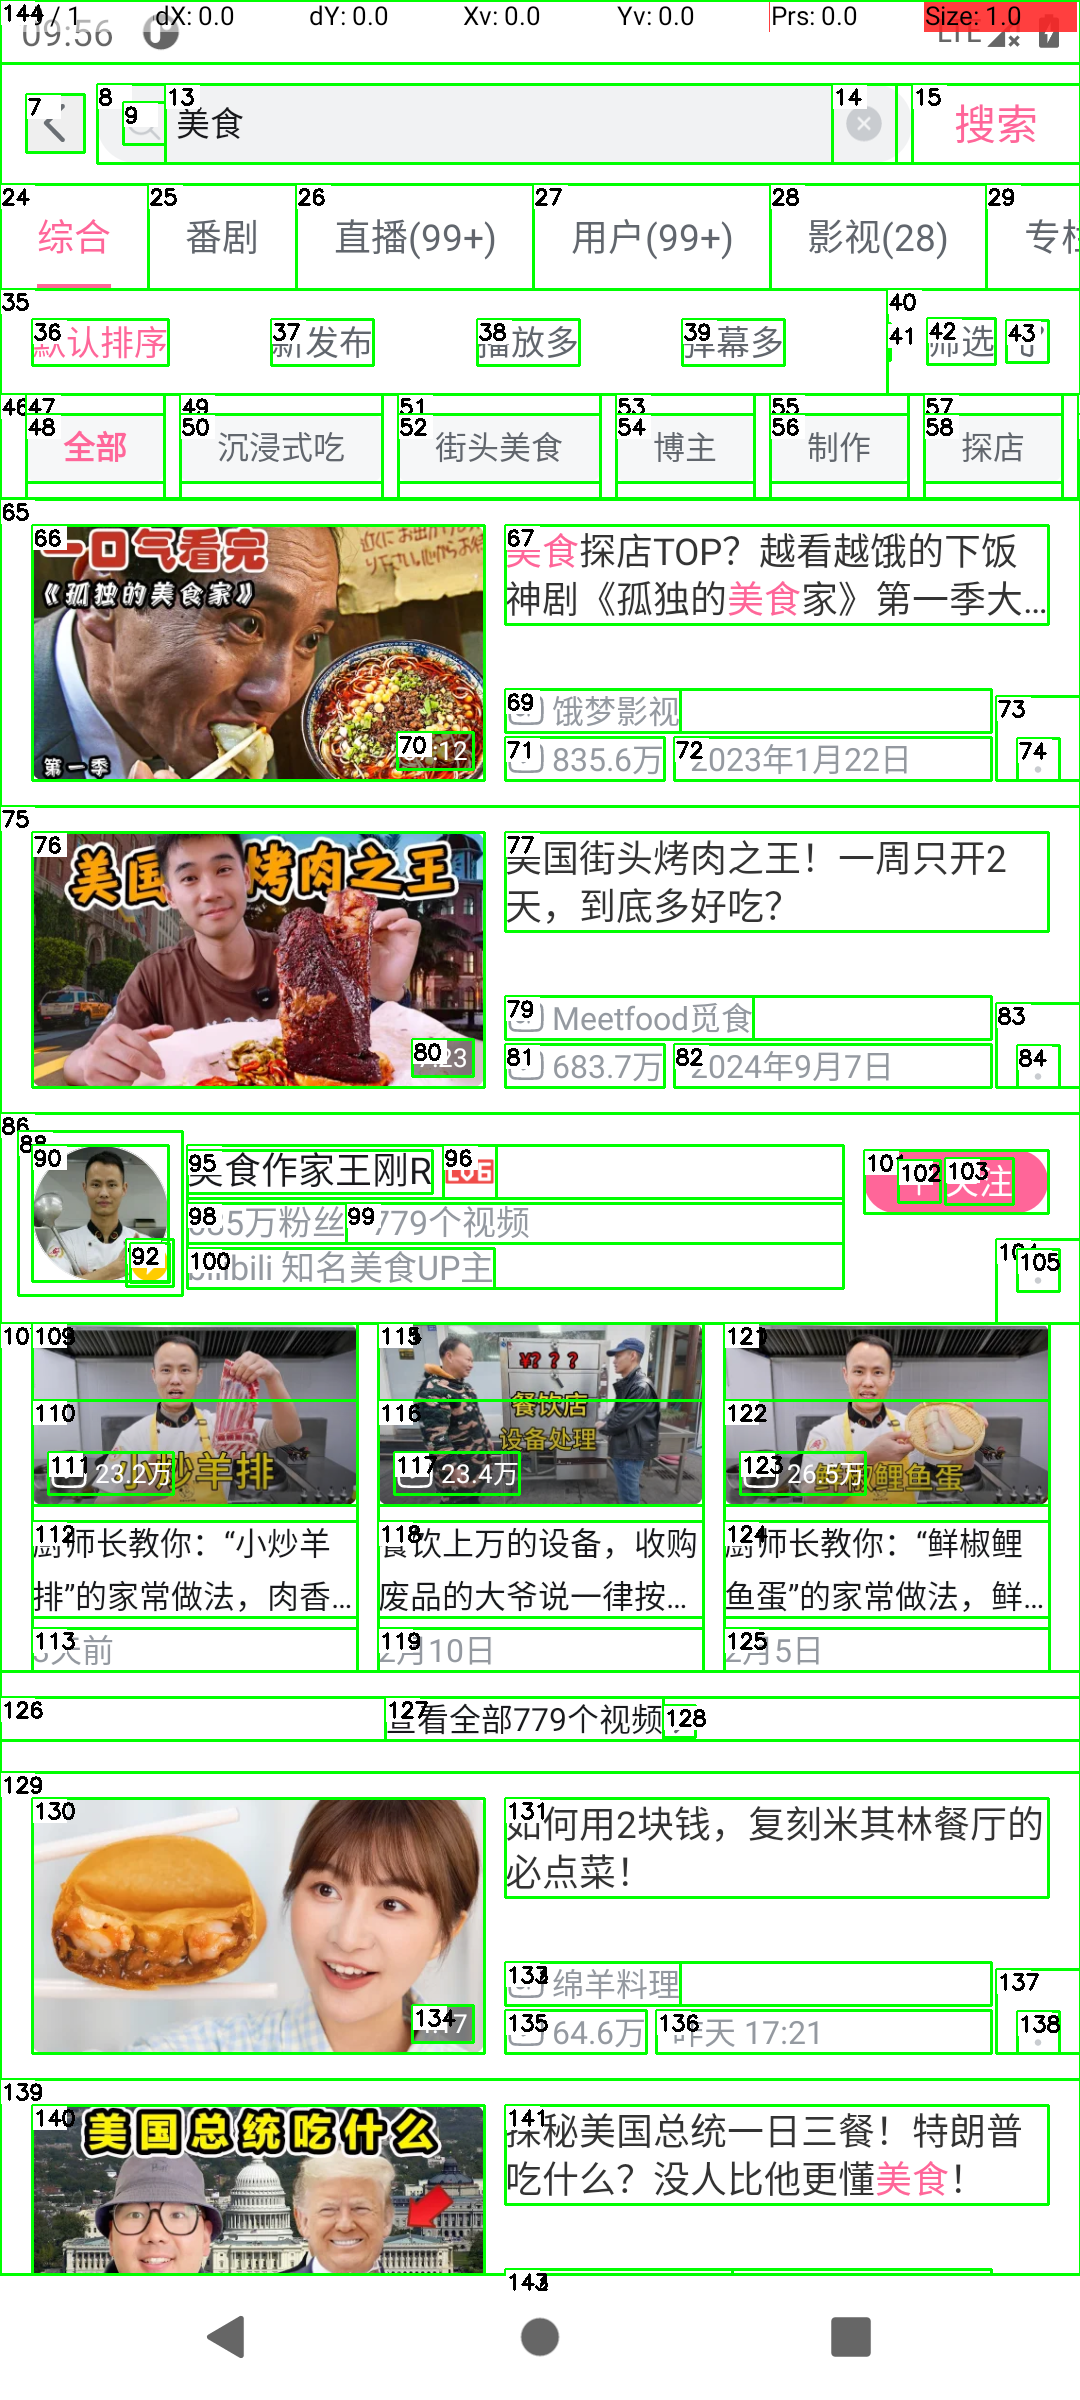 144 / 1 dX: 0.0 dY: 0.0 Xv: 0.0 Yv: 0.0 Prs: 0.0 Size: 1.0
09:56 LTE
7 8 9 13 美食 14 15 搜索
24 综合 25 番剧 26 直播(99+) 27 用户(99+) 28 影视(28) 29 专栏
35 40
36 默认排序 37 新发布 38 播放多 39 弹幕多 41 42 筛选 43
46 47 49 51 53 55 57
48 全部 50 沉浸式吃 52 街头美食 54 博主 56 制作 58 探店
65
66 一口气看完
《孤独的美食家》
第一季
70 :12
67 美食探店TOP？越看越饿的下饭
神剧《孤独的美食家》第一季大...
69 饿梦影视
73
71 835.6万 72 2023年1月22日 74
75
76 美国烤肉之王
80 :23
77 美国街头烤肉之王！一周只开2
天，到底多好吃？
79 Meetfood觅食
83
81 683.7万 82 2024年9月7日 84
86
88
90
92
95 美食作家王刚R 96
98 5万粉丝 99 779个视频
100 bilibili 知名美食UP主
101 102 103 关注
104 105
107 109 115 121
110 116 122
¥？？？
餐饮店
设备处理
小炒羊排
鲜椒鲤鱼蛋
111 23.2万 117 23.4万 123 26.5万
112 厨师长教你：“小炒羊
排”的家常做法，肉香...
118 餐饮上万的设备，收购
废品的大爷说一律按...
124 厨师长教你：“鲜椒鲤
鱼蛋”的家常做法，鲜...
113 天前 119 2月10日 125 2月5日
126 127 查看全部779个视频 128
129
130
134 :17
131 如何用2块钱，复刻米其林餐厅的
必点菜！
133 绵羊料理
137
135 64.6万 136 昨天 17:21 138
139
140 美国总统吃什么
141 探秘美国总统一日三餐！特朗普
吃什么？没人比他更懂美食！
143